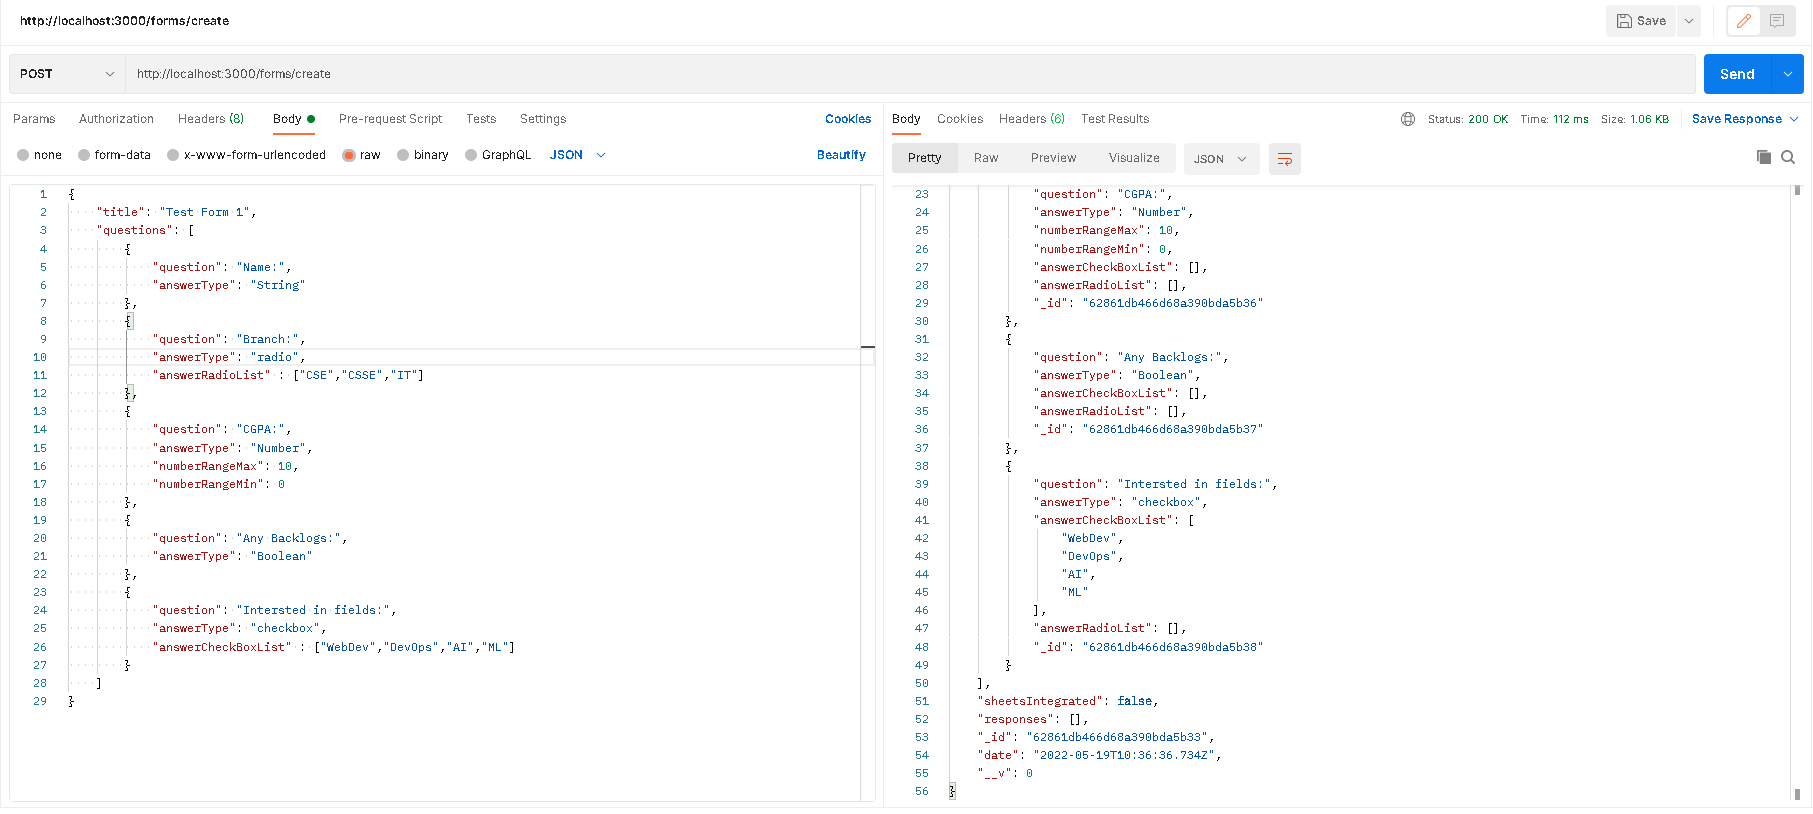 http://localhost:3000/forms/create
Save
POST
http://localhost:3000/forms/create
Send
Params Authorization Headers (8) Body Pre-request Script Tests Settings Cookies
none form-data x-www-form-urlencoded raw binary GraphQL JSON Beautify
1 {
2 "title": "Test Form 1",
3 "questions": [
4 {
5 "question": "Name:",
6 "answerType": "String"
7 },
8 {
9 "question": "Branch:",
10 "answerType": "radio",
11 "answerRadioList" : ["CSE","CSSE","IT"]
12 },
13 {
14 "question": "CGPA:",
15 "answerType": "Number",
16 "numberRangeMax": 10,
17 "numberRangeMin": 0
18 },
19 {
20 "question": "Any Backlogs:",
21 "answerType": "Boolean"
22 },
23 {
24 "question": "Intersted in fields:",
25 "answerType": "checkbox",
26 "answerCheckBoxList" : ["WebDev","DevOps","AI","ML"]
27 }
28 ]
29 }
Body Cookies Headers (6) Test Results Status: 200 OK Time: 112 ms Size: 1.06 KB Save Response
Pretty Raw Preview Visualize JSON
23 "question": "CGPA:",
24 "answerType": "Number",
25 "numberRangeMax": 10,
26 "numberRangeMin": 0,
27 "answerCheckBoxList": [],
28 "answerRadioList": [],
29 "_id": "62861db466d68a390bda5b36"
30 },
31 {
32 "question": "Any Backlogs:",
33 "answerType": "Boolean",
34 "answerCheckBoxList": [],
35 "answerRadioList": [],
36 "_id": "62861db466d68a390bda5b37"
37 },
38 {
39 "question": "Intersted in fields:",
40 "answerType": "checkbox",
41 "answerCheckBoxList": [
42 "WebDev",
43 "DevOps",
44 "AI",
45 "ML"
46 ],
47 "answerRadioList": [],
48 "_id": "62861db466d68a390bda5b38"
49 }
50 ],
51 "sheetsIntegrated": false,
52 "responses": [],
53 "_id": "62861db466d68a390bda5b33",
54 "date": "2022-05-19T10:36:36.734Z",
55 "__v": 0
56 }